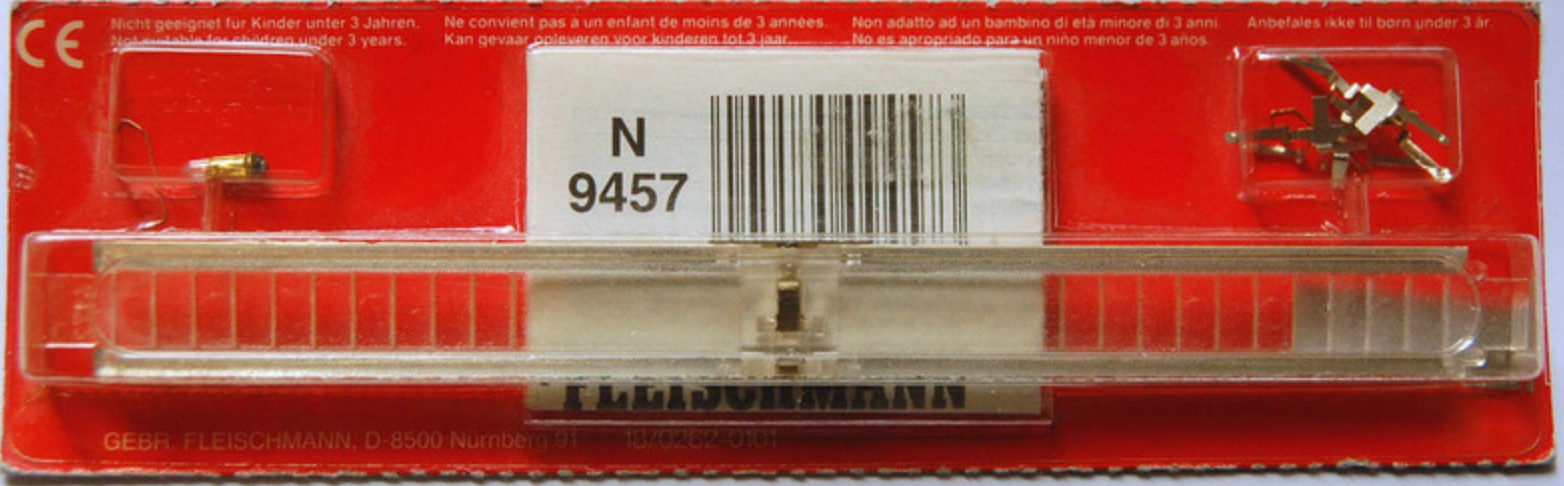 CE
Nicht geeignet fur Kinder unter 3 Jahren.
Not suitable for children under 3 years.
Ne convient pas à un enfant de moins de 3 années.
Kan gevaar opleveren voor kinderen tot 3 jaar.
Non adatto ad un bambino di età minore di 3 anni.
No es apropriado para un niño menor de 3 años.
Anbefales ikke til børn under 3 år.
N
9457
FLEISCHMANN
GEBR. FLEISCHMANN, D-8500 Nürnberg 91